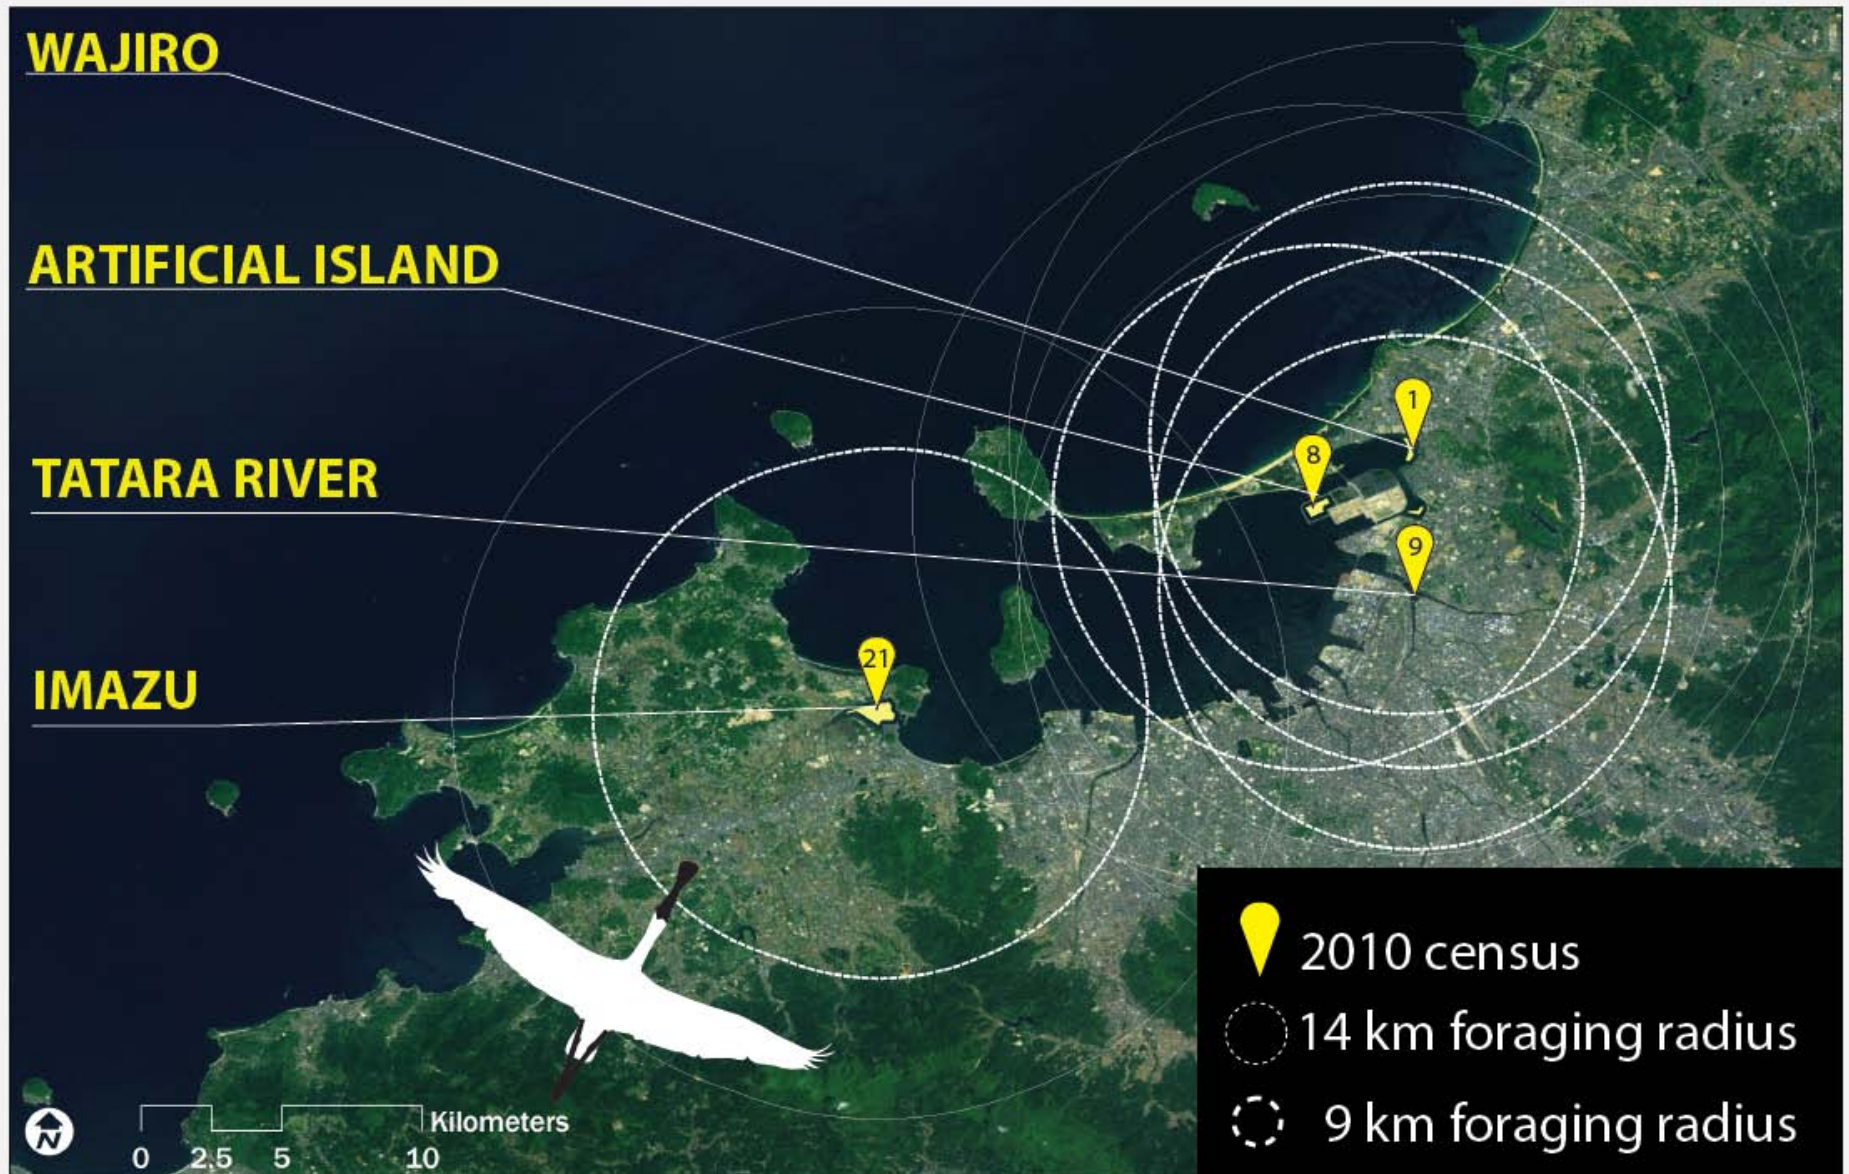 WAJIRO
ARTIFICIAL ISLAND
TATARA RIVER
IMAZU
1
8
9
21
2010 census
14 km foraging radius
9 km foraging radius
N
Kilometers
0 2.5 5 10